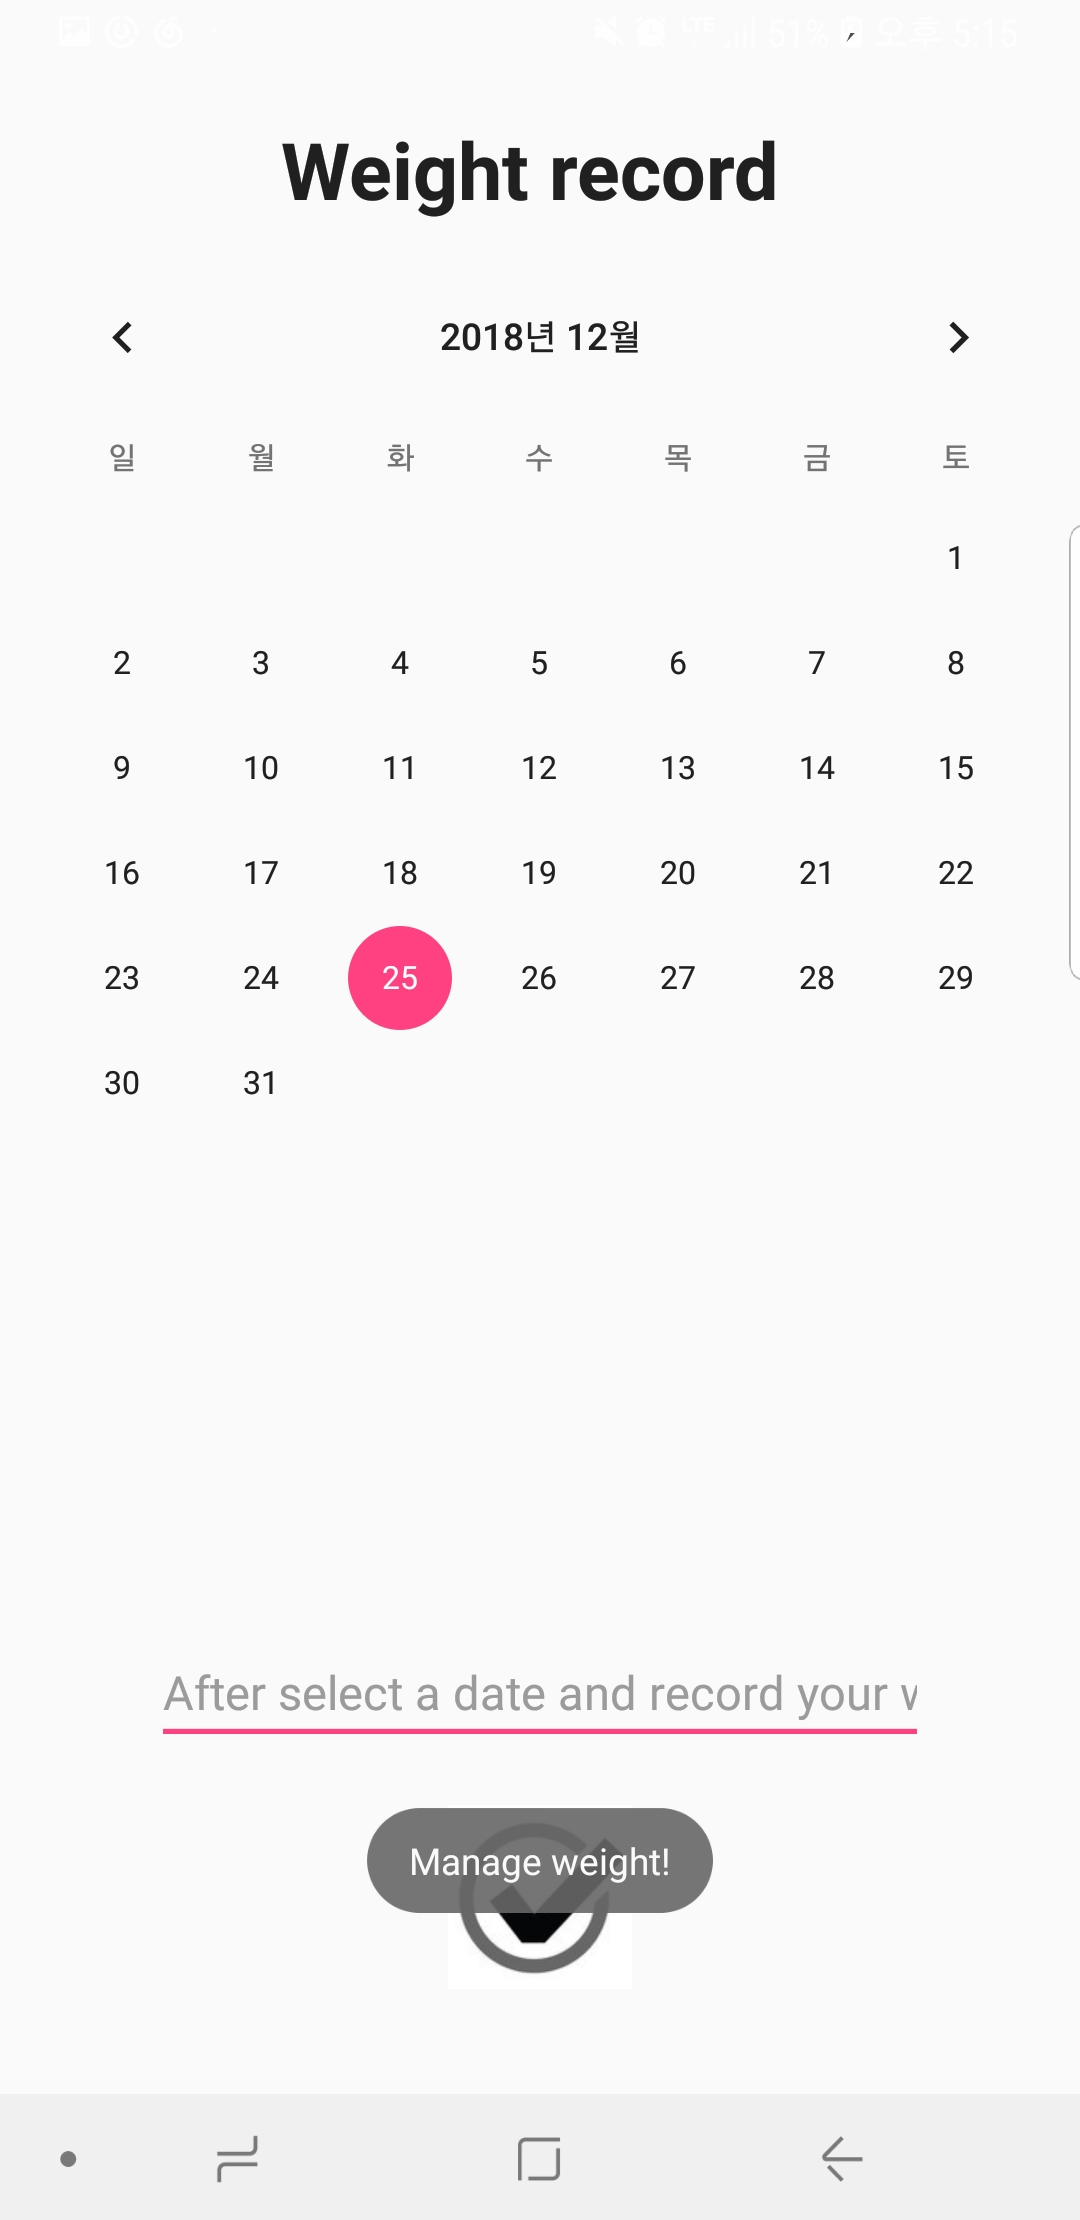 LTE 51% 오후 5:15
Weight record
2018년 12월
일 월 화 수 목 금 토
1
2 3 4 5 6 7 8
9 10 11 12 13 14 15
16 17 18 19 20 21 22
23 24 25 26 27 28 29
30 31
After select a date and record your
Manage weight!